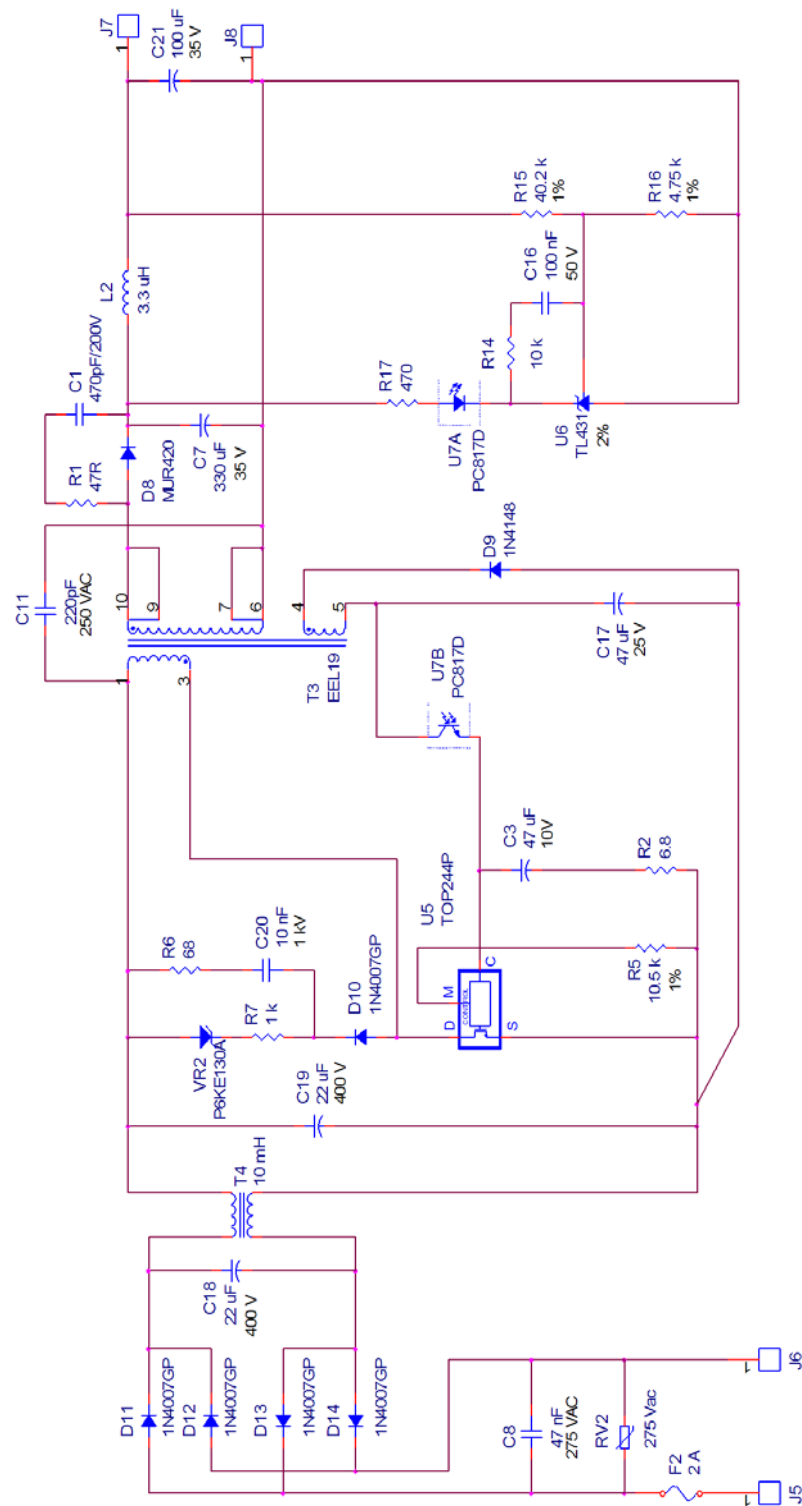 J7
1
C21
100 uF
35 V
J8
1
L2
3.3 uH
R15
40.2 k
1%
R16
4.75 k
1%
C16
100 nF
50 V
R14
10 k
C1
470pF/200V
R1
47R
D8
MUR420
C7
330 uF
35 V
R17
470
U7A
PC817D
U6
TL431
2%
C11
220pF
250 VAC
10
9
7
6
4
5
1
3
T3
EEL19
D9
1N4148
U7B
PC817D
C17
47 uF
25 V
R6
68
C20
10 nF
1 kV
VR2
P6KE130A
R7
1 k
D10
1N4007GP
U5
TOP244P
D
M
CONTROL
C
S
C3
47 uF
10V
R2
6.8
R5
10.5 k
1%
C19
22 uF
400 V
T4
10 mH
C18
22 uF
400 V
D11
1N4007GP
D12
1N4007GP
D13
1N4007GP
D14
1N4007GP
C8
47 nF
275 VAC
RV2
275 Vac
F2
2 A
1
J6
1
J5